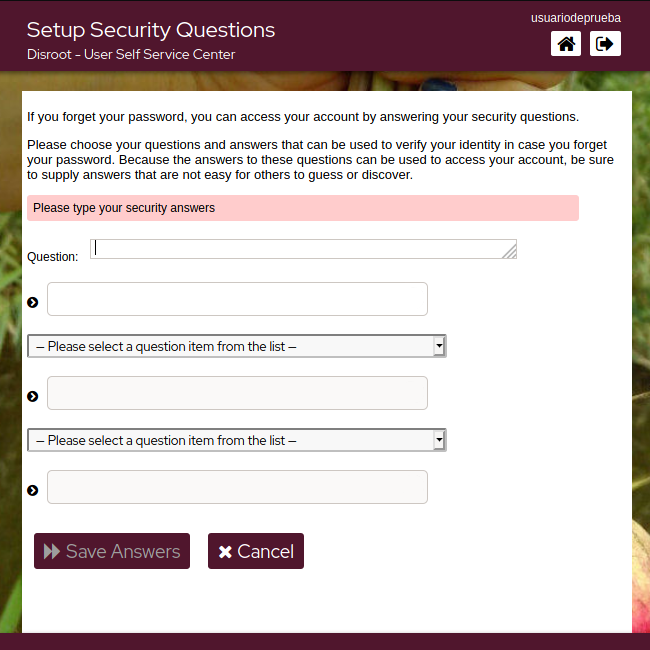 usuariodeprueba
Setup Security Questions
Disroot - User Self Service Center
If you forget your password, you can access your account by answering your security questions.
Please choose your questions and answers that can be used to verify your identity in case you forget
your password. Because the answers to these questions can be used to access your account, be sure
to supply answers that are not easy for others to guess or discover.
Please type your security answers
Question:
— Please select a question item from the list —
— Please select a question item from the list —
Save Answers
Cancel